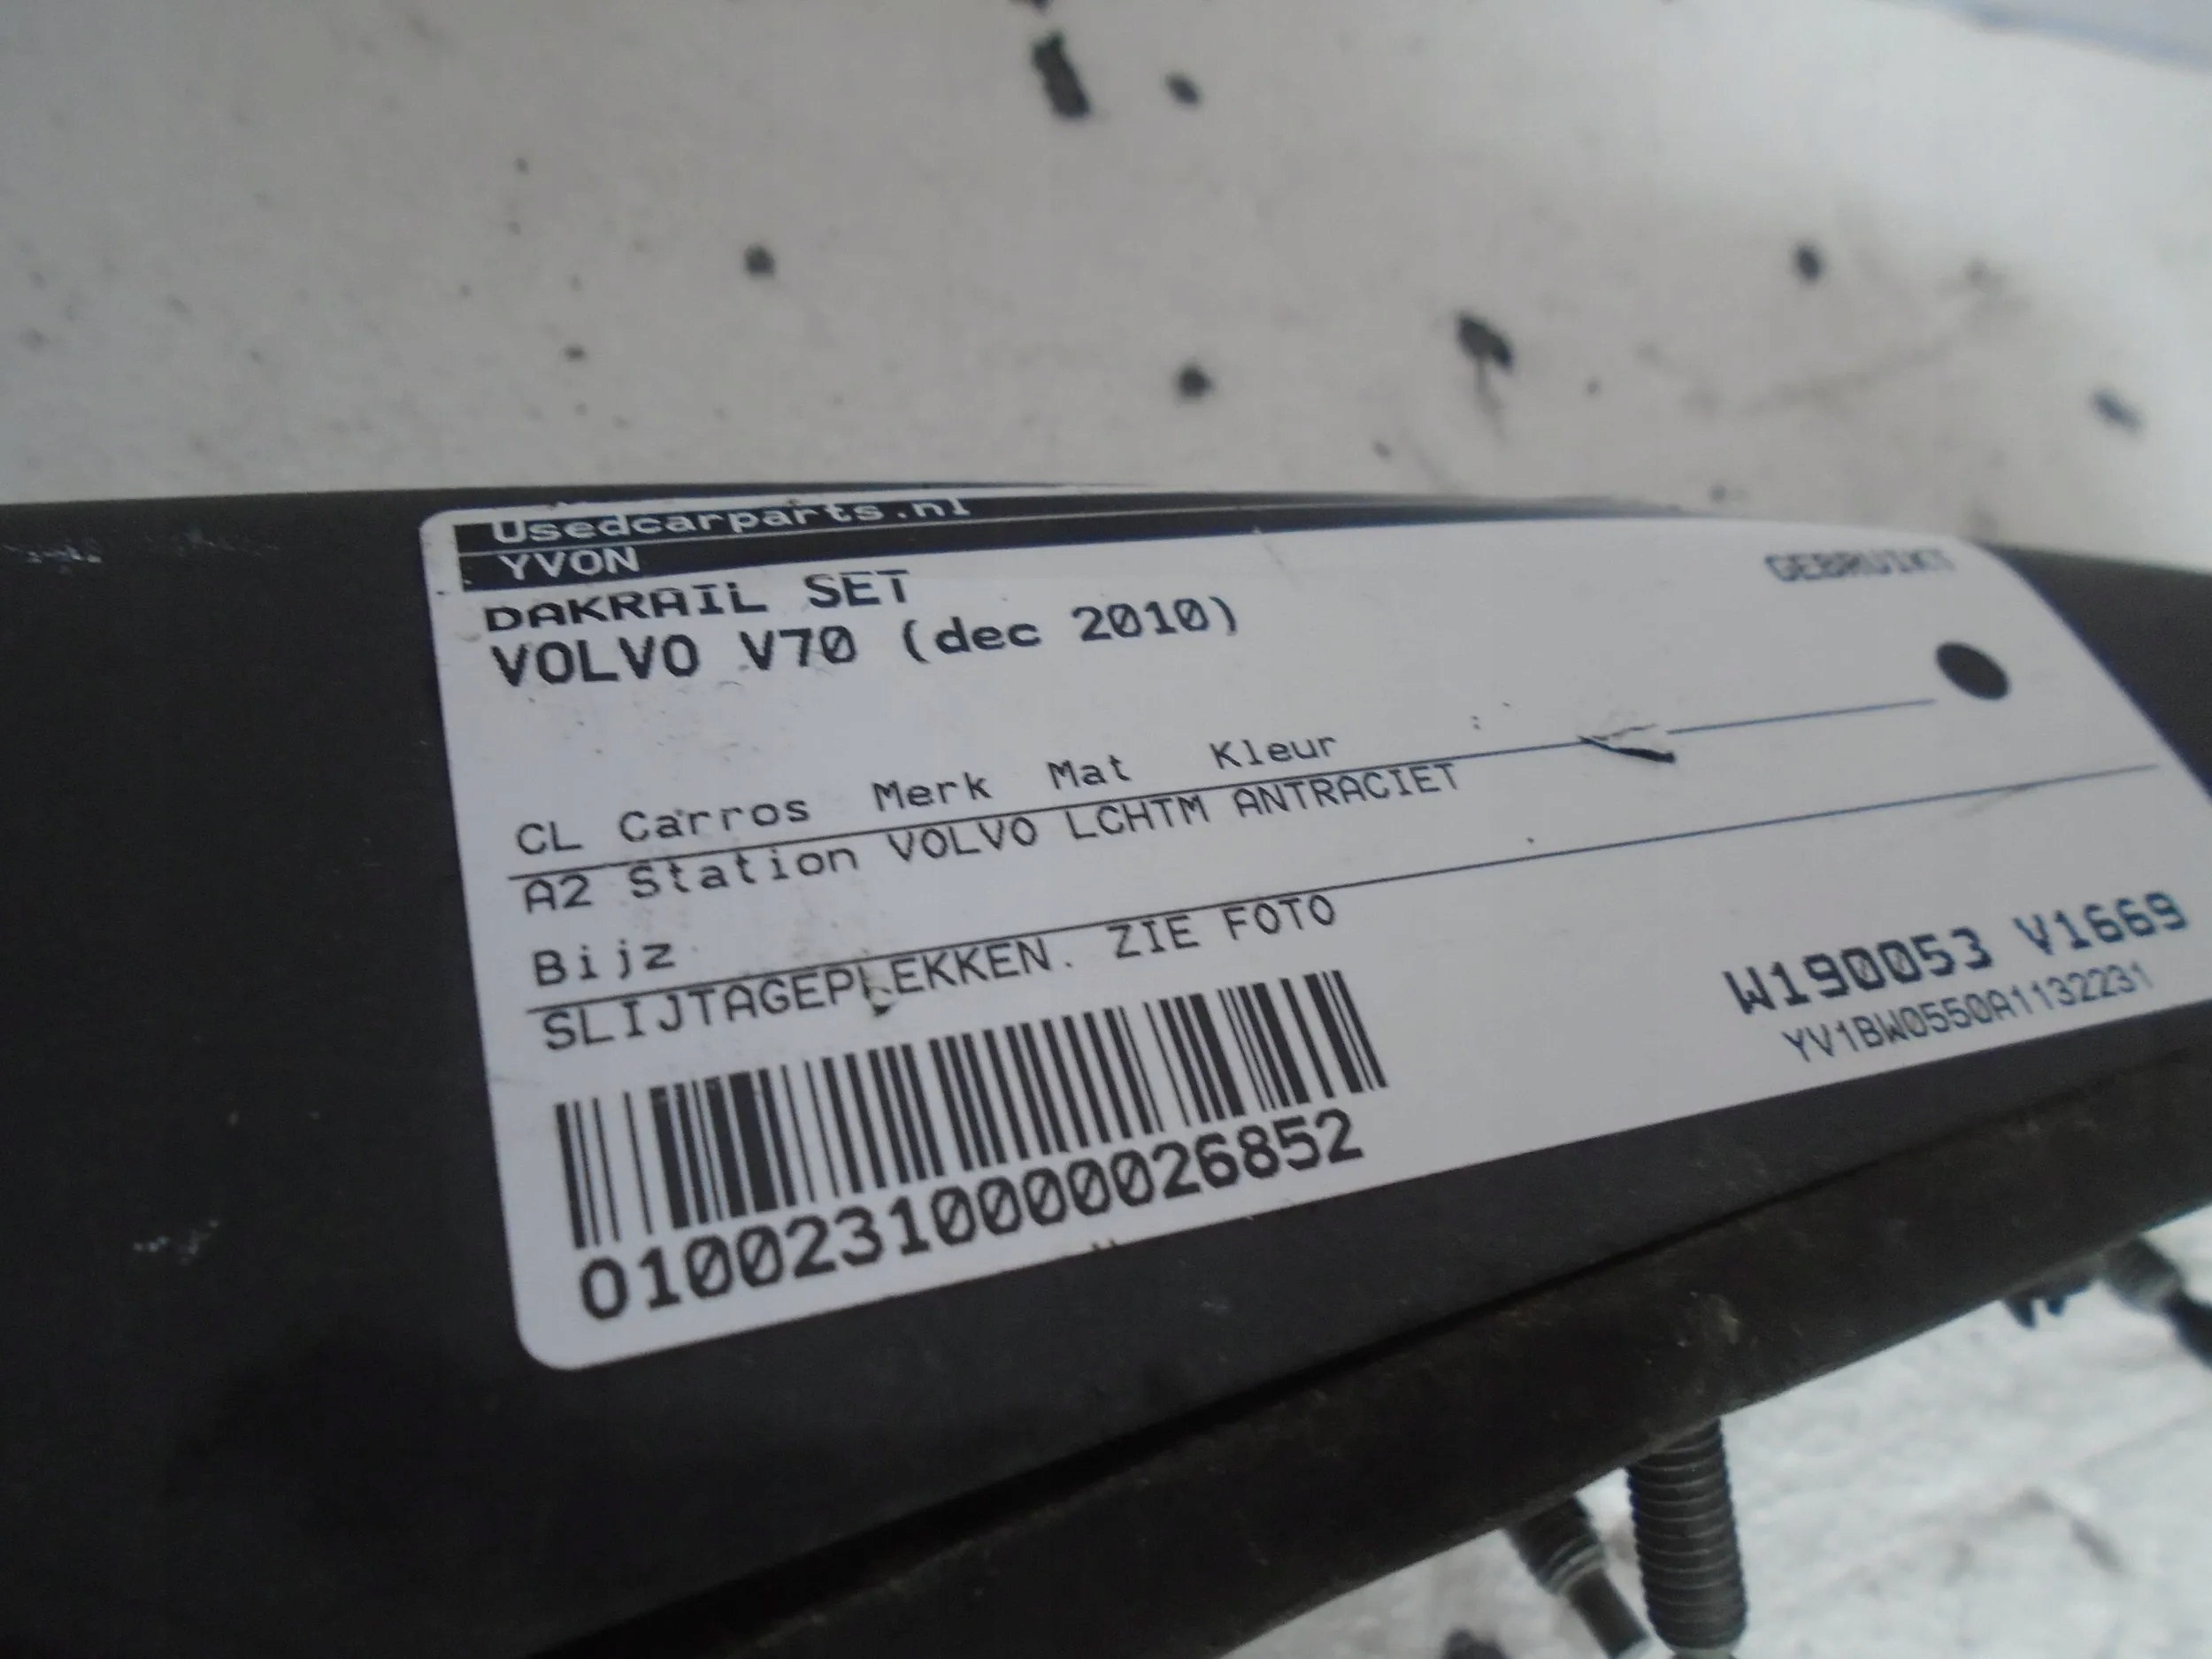 Usedcarparts.nl
YVON
DAKRAIL SET
GEBRUIKT
VOLVO V70 (dec 2010)
CL Carros Merk Mat Kleur :
A2 Station VOLVO LCHTM ANTRACIET
Bijz
SLIJTAGEPLEKKEN. ZIE FOTO
W190053 V1669
YV1BW0550A1132231
0100231000026852